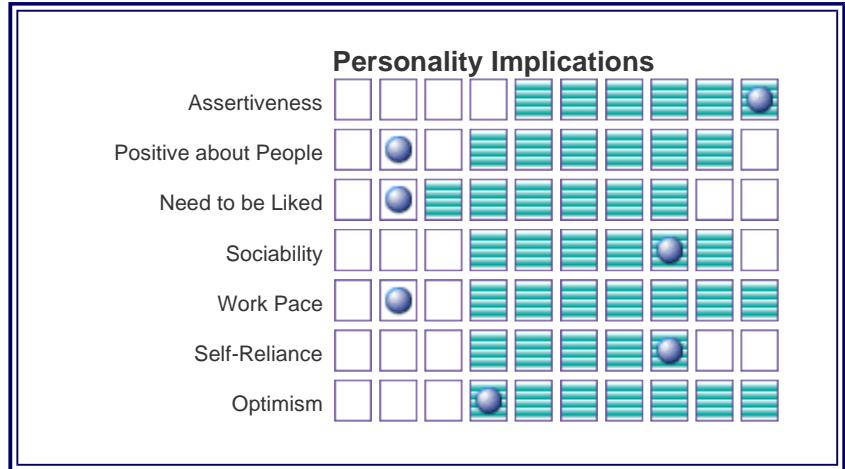 Personality Implications
Assertiveness
Positive about People
Need to be Liked
Sociability
Work Pace
Self-Reliance
Optimism